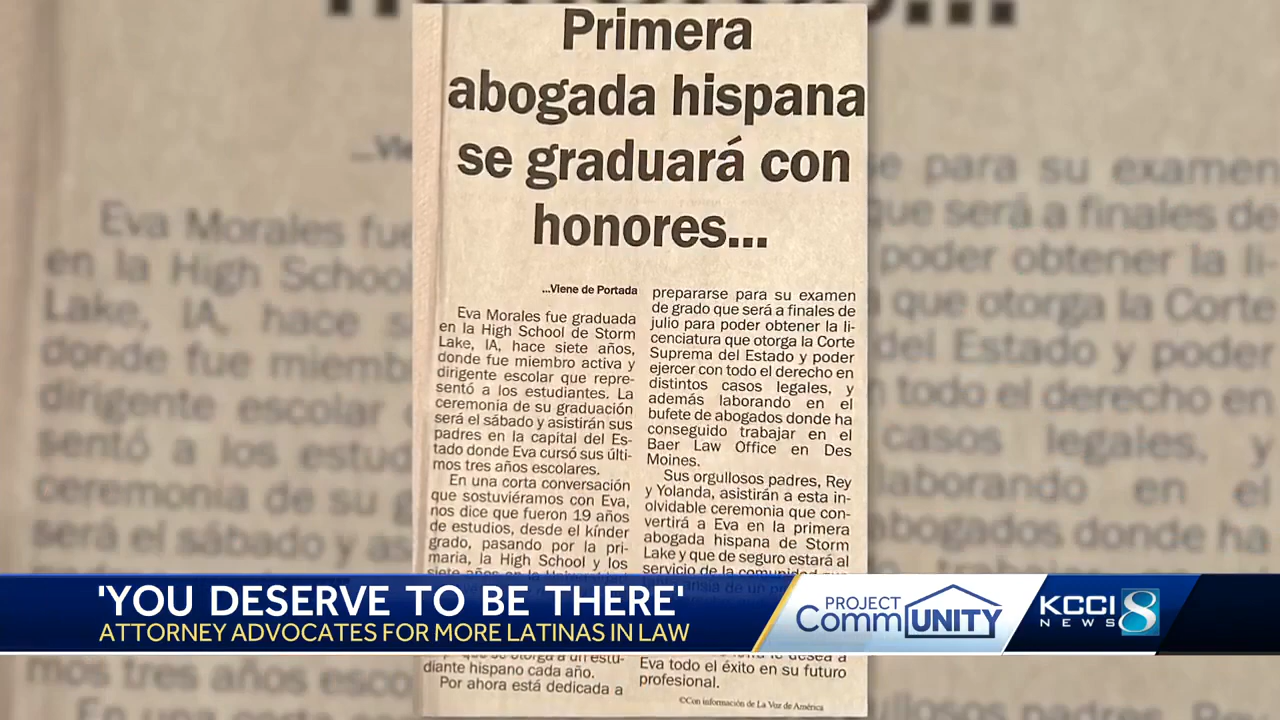 Primera
abogada hispana
se graduará con
honores...
...Viene de Portada
Eva Morales fue graduada
en la High School de Storm
Lake, IA, hace siete años,
donde fue miembro activa y
dirigente escolar que repre-
sentó a los estudiantes. La
ceremonia de su graduación
será el sábado y asistirán sus
padres en la capital del Es-
tado donde Eva cursó sus últi-
mos tres años escolares.
En una corta conversación
que sostuviéramos con Eva,
nos dice que fueron 19 años
de estudios, desde el kínder
grado, pasando por la pri-
maria, la High School y los
siete años en la Universidad
diante hispano cada año.
Por ahora está dedicada a
prepararse para su examen
de grado que será a finales de
julio para poder obtener la li-
cenciatura que otorga la Corte
Suprema del Estado y poder
ejercer con todo el derecho en
distintos casos legales, y
además laborando en el
bufete de abogados donde ha
conseguido trabajar en el
Baer Law Office en Des
Moines.
Sus orgullosos padres, Rey
y Yolanda, asistirán a esta in-
olvidable ceremonia que con-
vertirá a Eva en la primera
abogada hispana de Storm
Lake y que de seguro estará al
servicio de la comunidad que
Eva todo el éxito en su futuro
profesional.
©Con información de La Voz de América
'YOU DESERVE TO BE THERE'
ATTORNEY ADVOCATES FOR MORE LATINAS IN LAW
PROJECT
CommUNITY
KCCI 8
NEWS